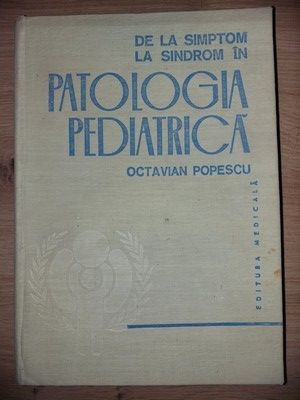 DE LA SIMPTOM
LA SINDROM ÎN
PATOLOGIA
PEDIATRICĂ
OCTAVIAN POPESCU
EDITURA MEDICALĂ